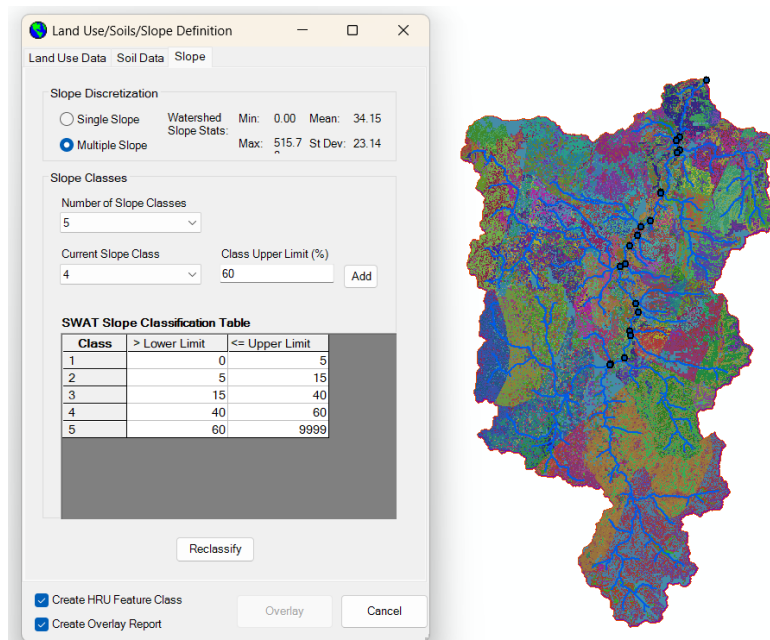 Land Use/Soils/Slope Definition
Land Use Data Soil Data Slope
Slope Discretization
Single Slope
Multiple Slope
Watershed
Slope Stats:
Min: 0.00 Mean: 34.15
Max: 515.7 St Dev: 23.14
Slope Classes
Number of Slope Classes
5
Current Slope Class Class Upper Limit (%)
4 60 Add
SWAT Slope Classification Table
Class > Lower Limit <= Upper Limit
1 0 5
2 5 15
3 15 40
4 40 60
5 60 9999
Reclassify
Create HRU Feature Class
Create Overlay Report
Overlay Cancel